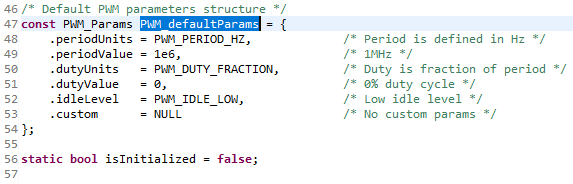 46 /* Default PWM parameters structure */
47 const PWM_Params PWM_defaultParams = {
48     .periodUnits = PWM_PERIOD_HZ,         /* Period is defined in Hz */
49     .periodValue = 1e6,                   /* 1MHz */
50     .dutyUnits   = PWM_DUTY_FRACTION,     /* Duty is fraction of period */
51     .dutyValue   = 0,                     /* 0% duty cycle */
52     .idleLevel   = PWM_IDLE_LOW,          /* Low idle level */
53     .custom      = NULL                   /* No custom params */
54 };
55
56 static bool isInitialized = false;
57